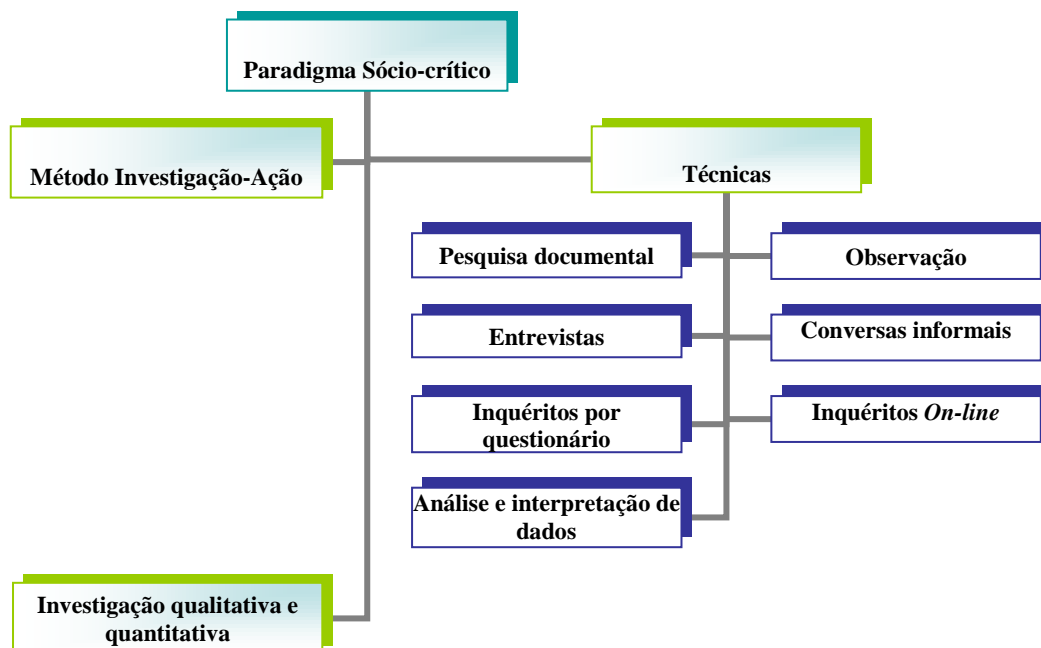 Paradigma Sócio-crítico
Método Investigação-Ação
Técnicas
Pesquisa documental
Observação
Entrevistas
Conversas informais
Inquéritos por
questionário
Inquéritos On-line
Análise e interpretação de
dados
Investigação qualitativa e
quantitativa